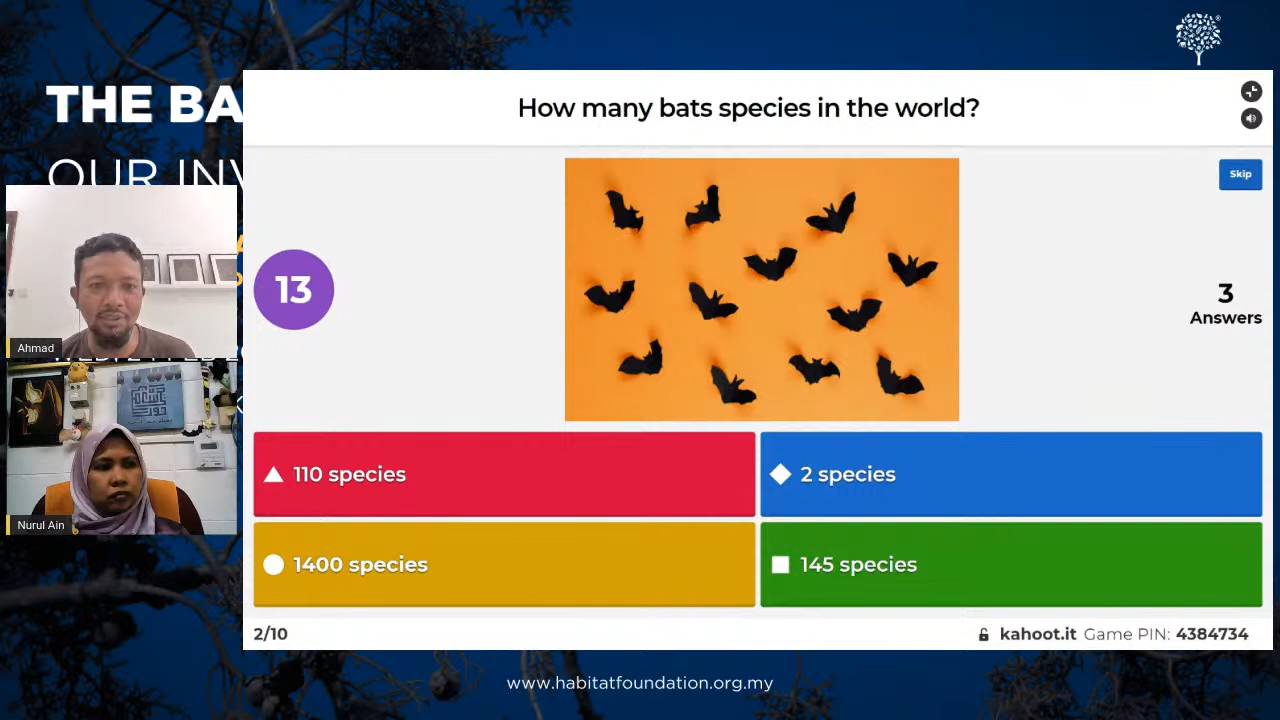 THE BA
OUR INV
How many bats species in the world?
Skip
13
3
Answers
Ahmad
Nurul Ain
110 species
2 species
1400 species
145 species
2/10
kahoot.it Game PIN: 4384734
www.habitatfoundation.org.my